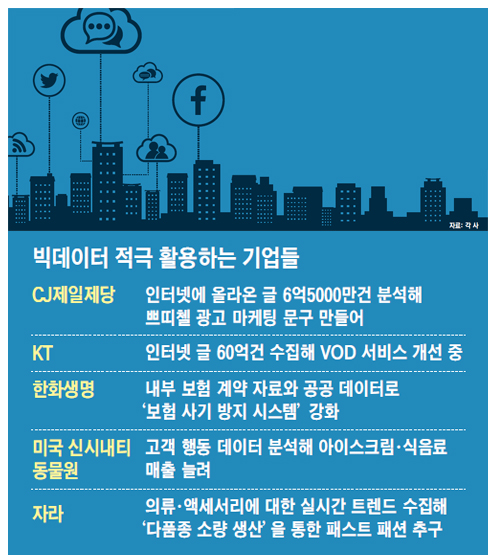 자료: 각 사
빅데이터 적극 활용하는 기업들
CJ제일제당
인터넷에 올라온 글 6억5000만건 분석해
쁘띠첼 광고 마케팅 문구 만들어
KT
인터넷 글 60억건 수집해 VOD 서비스 개선 중
한화생명
내부 보험 계약 자료와 공공 데이터로
‘보험 사기 방지 시스템’ 강화
미국 신시내티
동물원
고객 행동 데이터 분석해 아이스크림·식음료
매출 늘려
자라
의류·액세서리에 대한 실시간 트렌드 수집해
‘다품종 소량 생산’ 을 통한 패스트 패션 추구